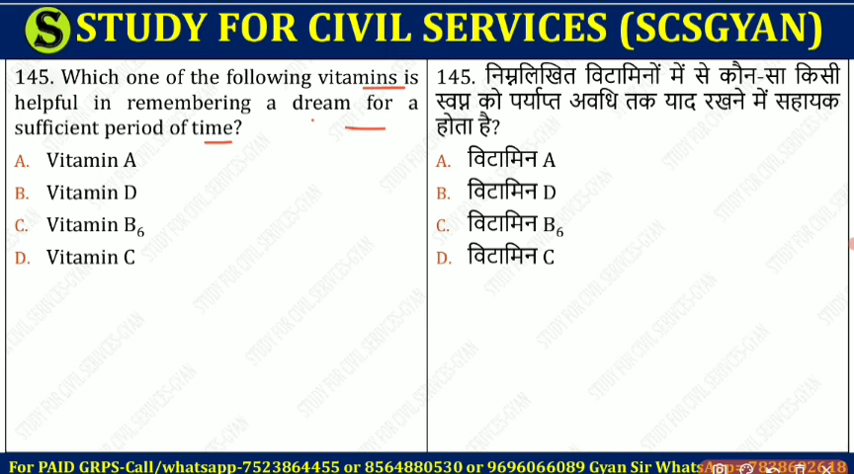 S STUDY FOR CIVIL SERVICES (SCSGYAN)
145. Which one of the following vitamins is
helpful in remembering a dream for a
sufficient period of time?
A. Vitamin A
B. Vitamin D
C. Vitamin B₆
D. Vitamin C
145. निम्नलिखित विटामिनों में से कौन-सा किसी
स्वप्न को पर्याप्त अवधि तक याद रखने में सहायक
होता है?
A. विटामिन A
B. विटामिन D
C. विटामिन B₆
D. विटामिन C
For PAID GRPS-Call/whatsapp-7523864455 or 8564880530 or 9696066089 Gyan Sir